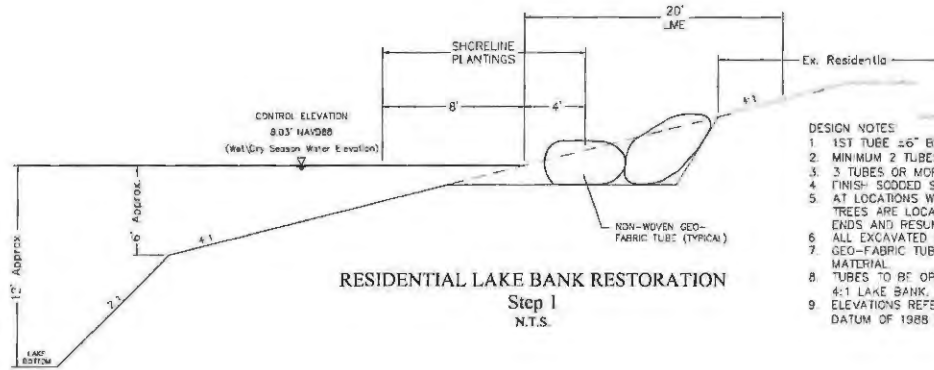 20'
LME
SHORELINE
PLANTINGS
Ex. Residentia
8'
4'
4:1
CONTROL ELEVATION
8.03' NAVD88
(Wet\Dry Season Water Elevation)
DESIGN NOTES
1. 1ST TUBE ±6" B
2. MINIMUM 2 TUBES
3. 3 TUBES OR MOR
4 FINISH SODDED S
5. AT LOCATIONS W
TREES ARE LOCA
ENDS AND RESUM
6 ALL EXCAVATED
7. GEO-FABRIC TUB
MATERIAL.
8. TUBES TO BE OR
4:1 LAKE BANK.
9. ELEVATIONS REFE
DATUM OF 1988
12' Approx
6' Approx.
4:1
2:1
NON-WOVEN GEO-
FABRIC TUBE (TYPICAL)
LAKE
BOTTOM
RESIDENTIAL LAKE BANK RESTORATION
Step 1
N.T.S.